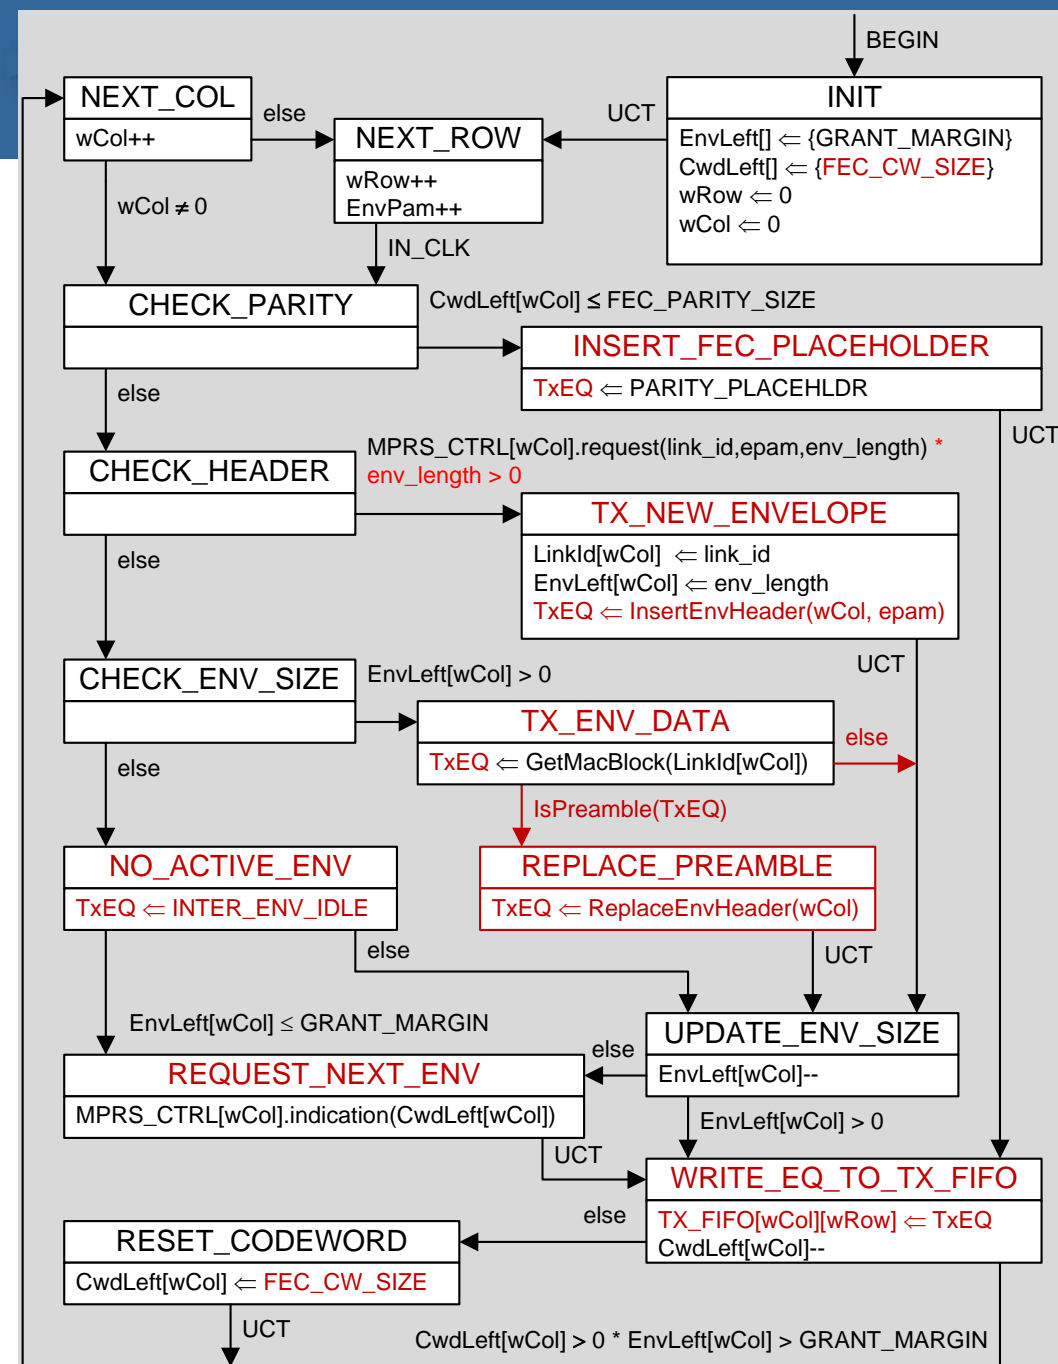 BEGIN
NEXT_COL
wCol++
else
UCT
INIT
EnvLeft[] ⇐ {GRANT_MARGIN}
CwdLeft[] ⇐ {FEC_CW_SIZE}
wRow ⇐ 0
wCol ⇐ 0
NEXT_ROW
wRow++
EnvPam++
wCol ≠ 0
IN_CLK
CHECK_PARITY
CwdLeft[wCol] ≤ FEC_PARITY_SIZE
INSERT_FEC_PLACEHOLDER
TxEQ ⇐ PARITY_PLACEHLDR
else
UCT
MPRS_CTRL[wCol].request(link_id,epam,env_length) *
env_length > 0
CHECK_HEADER
TX_NEW_ENVELOPE
LinkId[wCol] ⇐ link_id
EnvLeft[wCol] ⇐ env_length
TxEQ ⇐ InsertEnvHeader(wCol, epam)
else
UCT
CHECK_ENV_SIZE
EnvLeft[wCol] > 0
TX_ENV_DATA
TxEQ ⇐ GetMacBlock(LinkId[wCol])
else
else
IsPreamble(TxEQ)
NO_ACTIVE_ENV
TxEQ ⇐ INTER_ENV_IDLE
REPLACE_PREAMBLE
TxEQ ⇐ ReplaceEnvHeader(wCol)
else
UCT
EnvLeft[wCol] ≤ GRANT_MARGIN
UPDATE_ENV_SIZE
EnvLeft[wCol]--
else
REQUEST_NEXT_ENV
MPRS_CTRL[wCol].indication(CwdLeft[wCol])
EnvLeft[wCol] > 0
UCT
WRITE_EQ_TO_TX_FIFO
TX_FIFO[wCol][wRow] ⇐ TxEQ
CwdLeft[wCol]--
else
RESET_CODEWORD
CwdLeft[wCol] ⇐ FEC_CW_SIZE
UCT
CwdLeft[wCol] > 0 * EnvLeft[wCol] > GRANT_MARGIN